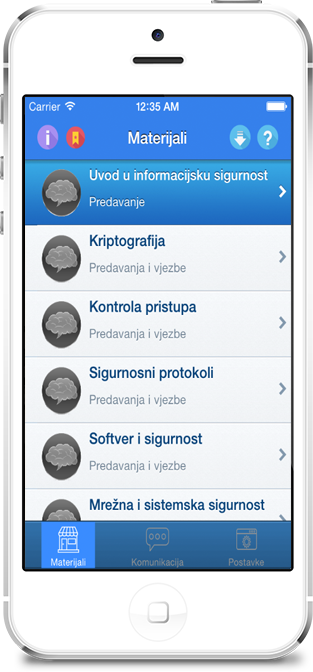 Carrier 12:35 AM
i Materijali ?
Uvod u informacijsku sigurnost
Predavanje
Kriptografija
Predavanja i vjezbe
Kontrola pristupa
Predavanja i vjezbe
Sigurnosni protokoli
Predavanja i vjezbe
Softver i sigurnost
Predavanja i vjezbe
Mrežna i sistemska sigurnost
Materijali Komunikacija Postavke